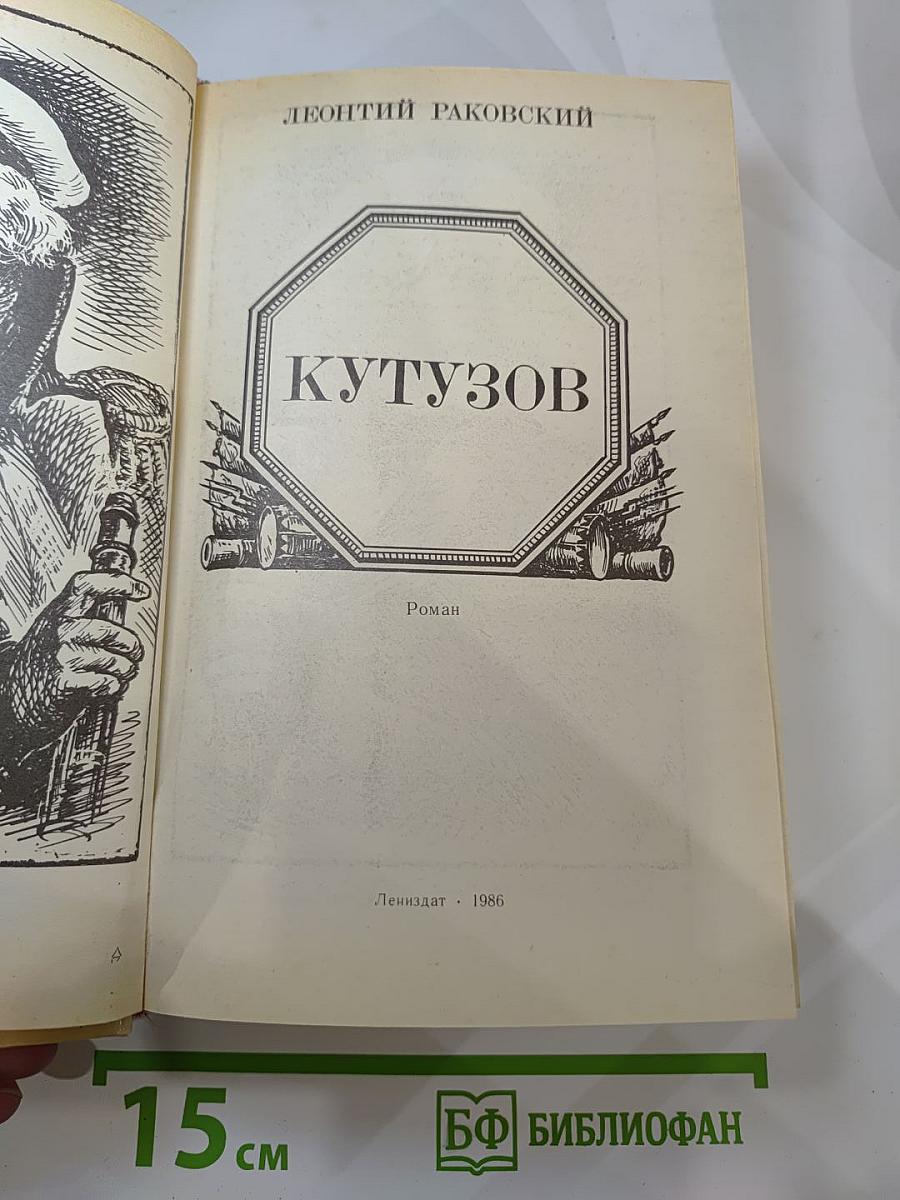 ЛЕОНТИЙ РАКОВСКИЙ
КУТУЗОВ
Роман
Лениздат • 1986
15 см
БФ БИБЛИОФАН